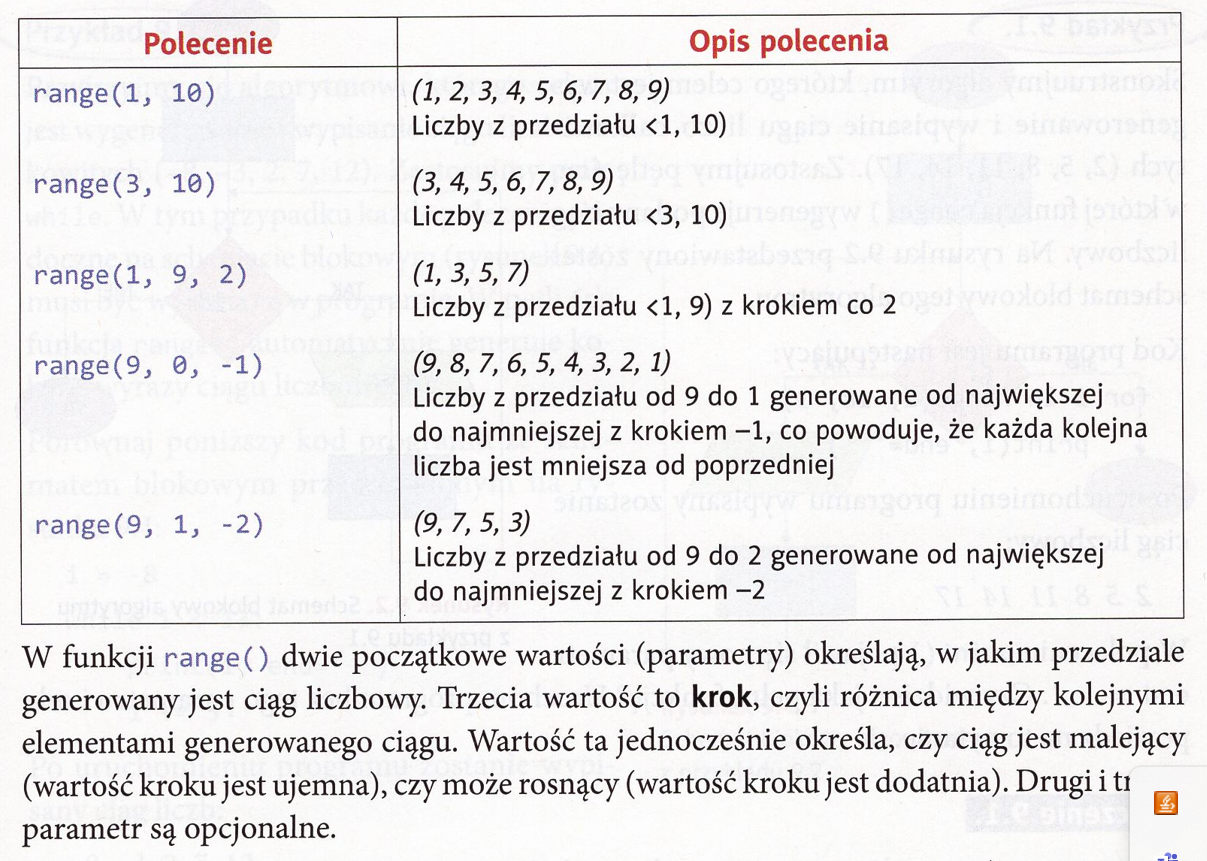 Polecenie
Opis polecenia
range(1, 10)
(1, 2, 3, 4, 5, 6, 7, 8, 9)
Liczby z przedziału <1, 10)
range(3, 10)
(3, 4, 5, 6, 7, 8, 9)
Liczby z przedziału <3, 10)
range(1, 9, 2)
(1, 3, 5, 7)
Liczby z przedziału <1, 9) z krokiem co 2
range(9, 0, -1)
(9, 8, 7, 6, 5, 4, 3, 2, 1)
Liczby z przedziału od 9 do 1 generowane od największej
do najmniejszej z krokiem –1, co powoduje, że każda kolejna
liczba jest mniejsza od poprzedniej
range(9, 1, -2)
(9, 7, 5, 3)
Liczby z przedziału od 9 do 2 generowane od największej
do najmniejszej z krokiem –2
W funkcji range() dwie początkowe wartości (parametry) określają, w jakim przedziale
generowany jest ciąg liczbowy. Trzecia wartość to krok, czyli różnica między kolejnymi
elementami generowanego ciągu. Wartość ta jednocześnie określa, czy ciąg jest malejący
(wartość kroku jest ujemna), czy może rosnący (wartość kroku jest dodatnia). Drugi i
parametr są opcjonalne.